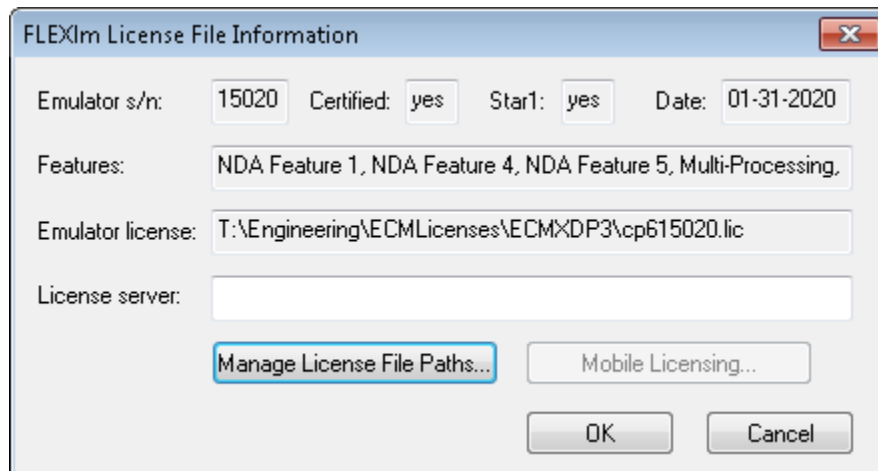 FLEXlm License File Information
Emulator s/n: 15020 Certified: yes Star1: yes Date: 01-31-2020
Features: NDA Feature 1, NDA Feature 4, NDA Feature 5, Multi-Processing,
Emulator license: T:\Engineering\ECMLicenses\ECMXDP3\cp615020.lic
License server:
Manage License File Paths... Mobile Licensing...
OK Cancel